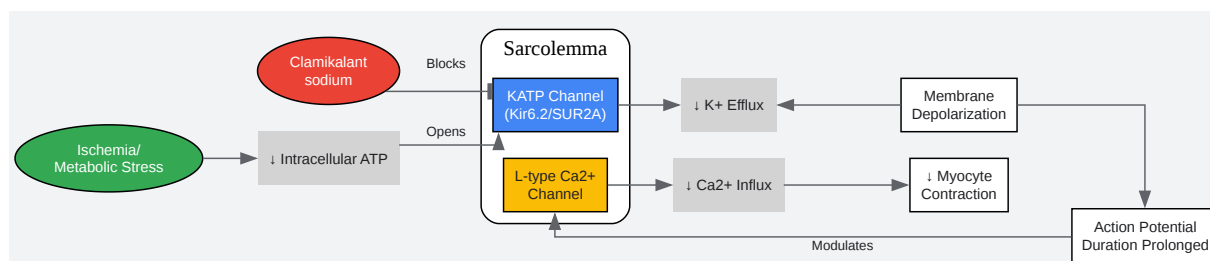 Sarcolemma
Clamikalant
sodium
Blocks
KATP Channel
(Kir6.2/SUR2A)
↓ K+ Efflux
Membrane
Depolarization
Opens
Ischemia/
Metabolic Stress
↓ Intracellular ATP
L-type Ca2+
Channel
↓ Ca2+ Influx
↓ Myocyte
Contraction
Action Potential
Duration Prolonged
Modulates